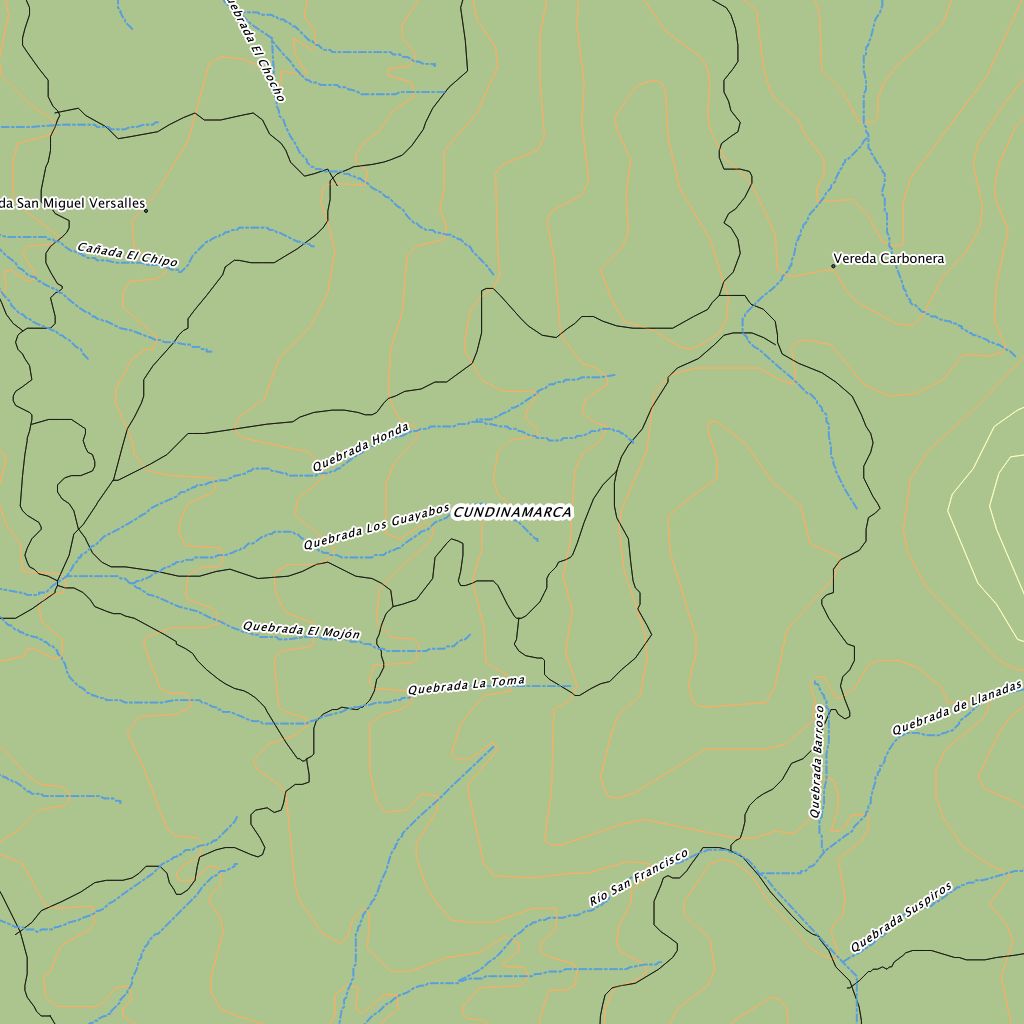 uebrada El Chocho
da San Miguel Versalles
Cañada El Chipo
Vereda Carbonera
Quebrada Honda
Quebrada Los Guayabos
CUNDINAMARCA
Quebrada El Mojón
Quebrada La Toma
Quebrada de Llanadas
Quebrada Barroso
Río San Francisco
Quebrada Suspiros